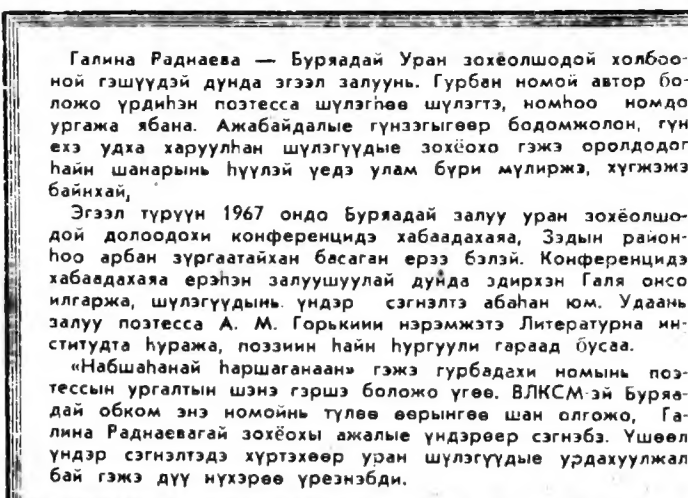 Галина Раднаева — Буряадай Уран зохёолшодой холбоо-
ной гэшүүдэй дунда эгээл залуунь. Гурбан номой автор бо-
ложо үрдиһэн поэтесса шүлэгһөө шүлэгтэ, номһоо номдо
ургажа ябана. Ажабайдалые гүнзэгыгөөр бодомжолон, гүн
ехэ удха харуулһан шүлэгүүдые зохёохо гэжэ оролдодог
һайн шанарынь һүүлэй үедэ улам бүри мүлиржэ, хүгжэжэ
байнхай,
Эгээл түрүүн 1967 ондо Буряадай залуу уран зохёолшо-
дой долоодохи конференцидэ хабаадахаяа, Зэдын район-
һоо арбан зургаатайхан басаган ерээ бэлэй. Конференцидэ
хабаадахаяа ерэһэн залуушуулай дунда эдирхэн Галя онсо
илгаржа, шүлэгүүдынь үндэр сэгнэлтэ абаһан юм. Удаань
залуу поэтесса А. М. Горькиин нэрэмжэтэ Литературна ин-
ститудта һуража, поэзиин һайн һургуули гараад бусаа.
«Набшаһанай һаршаганаан» гэжэ гурбадахи номынь поэ-
тессын ургалтын шэнэ гэршэ боложо үгөө. ВЛКСМ-эй Буряа-
дай обком энэ номойнь түлөө өөрынгөө шан олгожо, Га-
лина Раднаевагай зохёохы ажалые үндэрөөр сэгнэбэ. Үшөөл
үндэр сэгнэлтэдэ хүртэхөөр уран шүлэгүүдые урдахуулжал
бай гэжэ дүү нүхэрөө үреэнэбди.